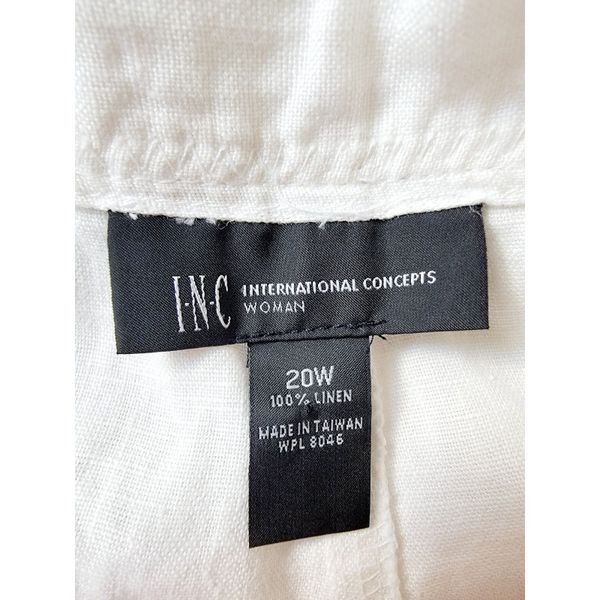 I·N·C INTERNATIONAL CONCEPTS
WOMAN
20W
100% LINEN
MADE IN TAIWAN
WPL 8046